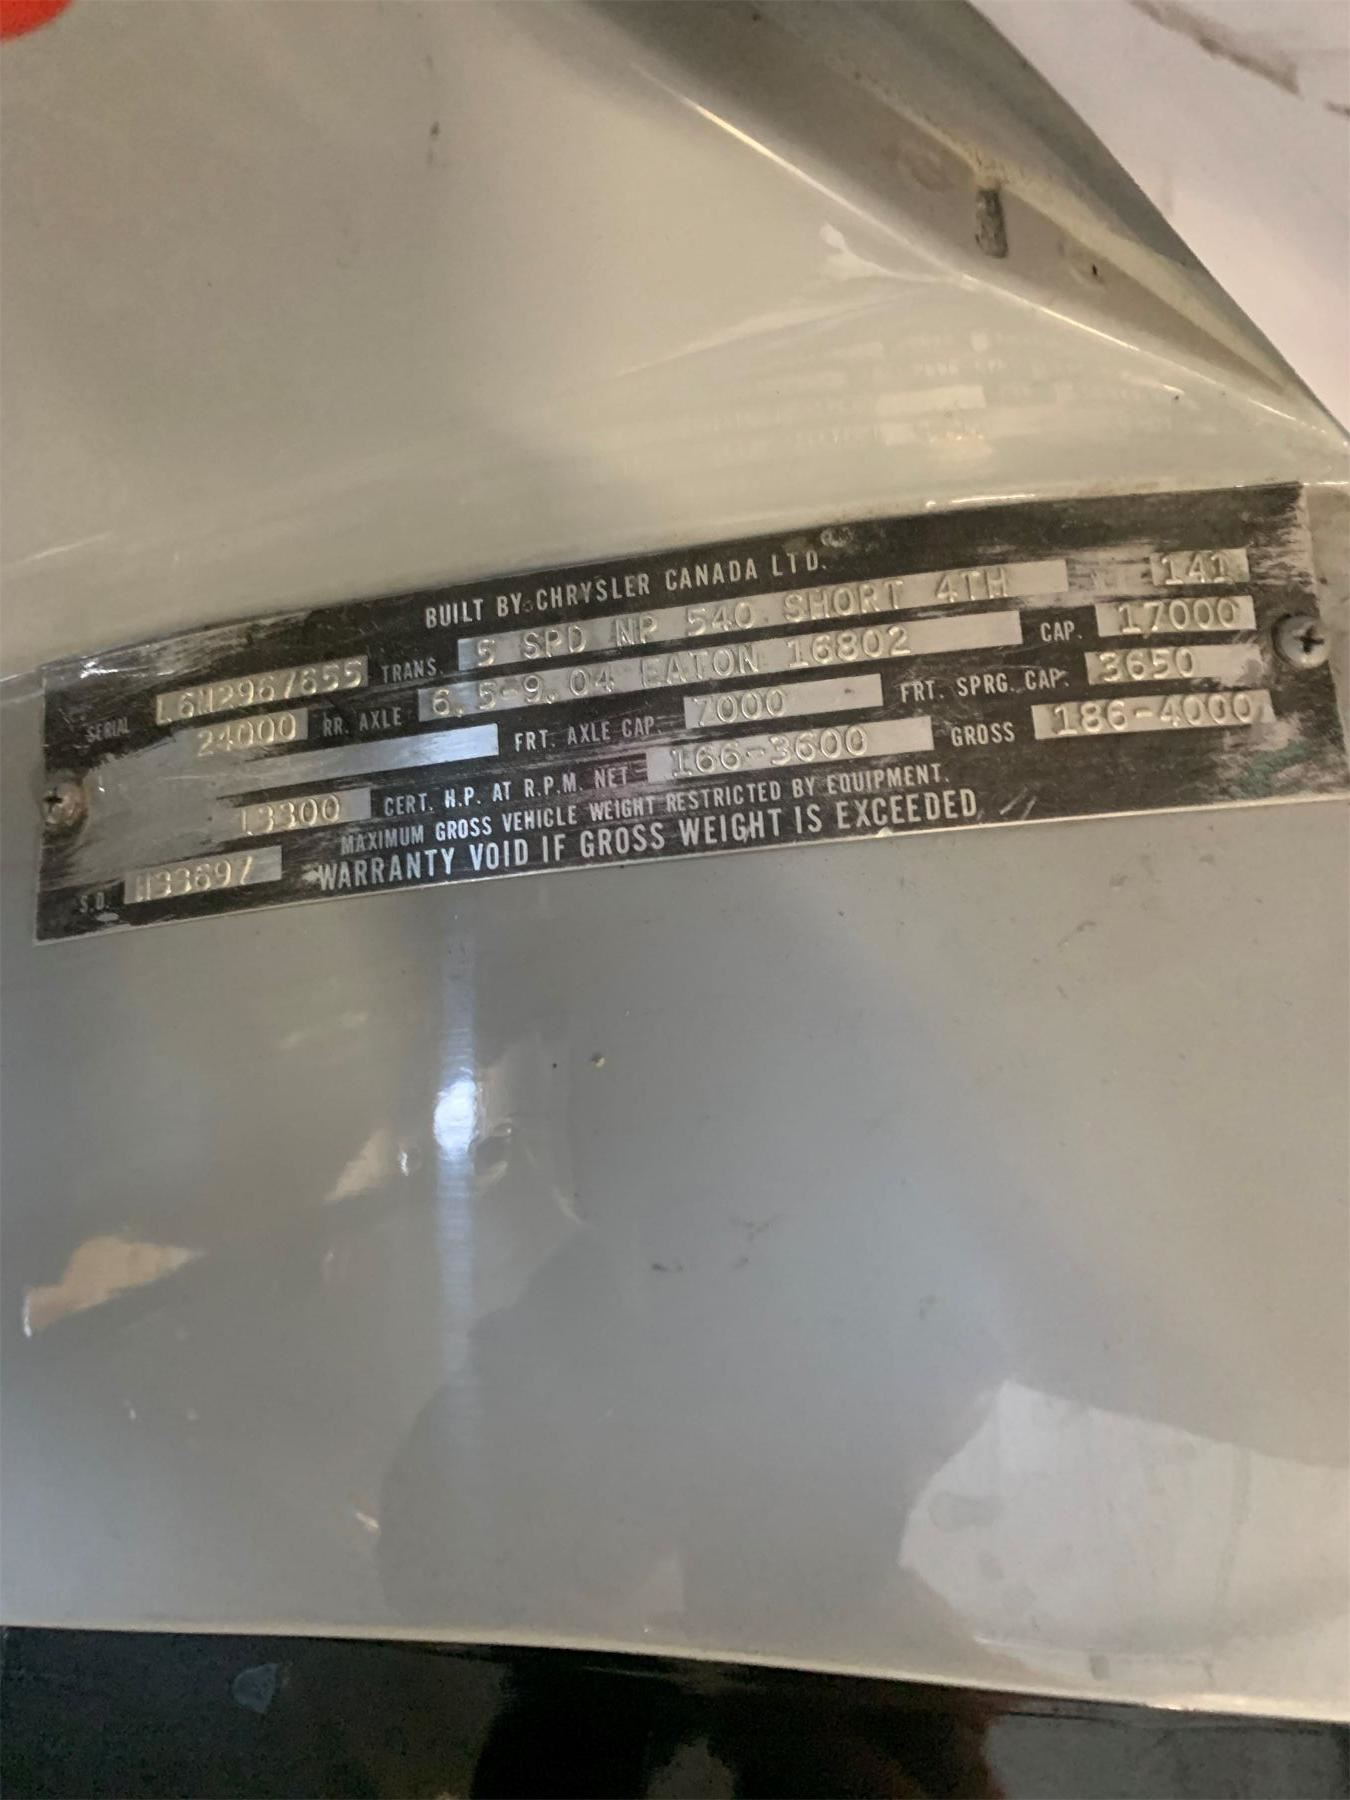 BUILT BY CHRYSLER CANADA LTD.
SERIAL L6M2967655 TRANS. 5 SPD NP 540 SHORT 4TH 141
24000 RR. AXLE 6.5-9.04 EATON 16802 CAP. 17000
FRT. AXLE CAP. 7000 FRT. SPRG. CAP. 3650
13300 CERT. H.P. AT R.P.M. NET 166-3600 GROSS 186-4000
MAXIMUM GROSS VEHICLE WEIGHT RESTRICTED BY EQUIPMENT.
S.O. H33697 WARRANTY VOID IF GROSS WEIGHT IS EXCEEDED